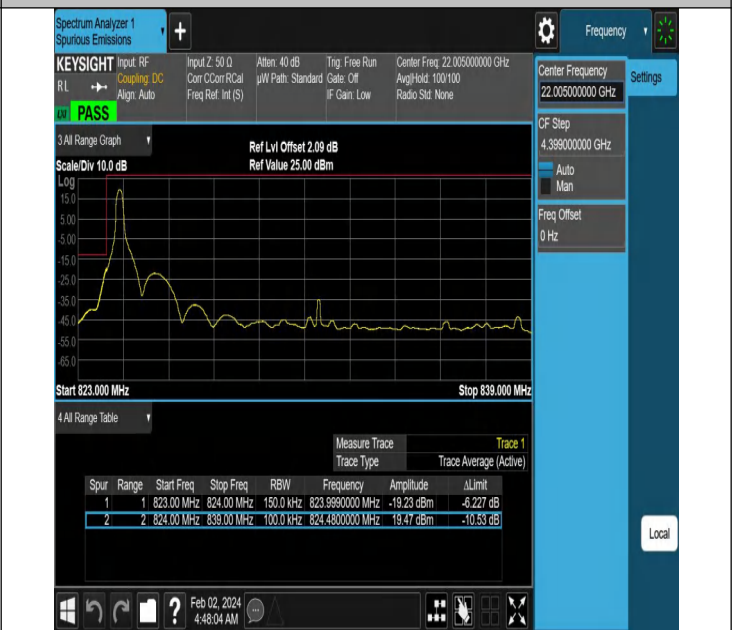 Spectrum Analyzer 1
Spurious Emissions
+
Frequency
KEYSIGHT Input: RF Input Z: 50 Ω Atten: 40 dB Trig: Free Run Center Freq: 22.005000000 GHz
RL Coupling: DC Corr CCorr RCal µW Path: Standard Gate: Off Avg|Hold: 100/100
Align: Auto Freq Ref: Int (S) IF Gain: Low Radio Std: None
LXI PASS
Center Frequency
22.005000000 GHz
Settings
CF Step
4.399000000 GHz
Auto
Man
Freq Offset
0 Hz
3 All Range Graph
Ref Lvl Offset 2.09 dB
Scale/Div 10.0 dB Ref Value 25.00 dBm
Log
15.0
5.00
-5.00
-15.0
-25.0
-35.0
-45.0
-55.0
-65.0
Start 823.000 MHz Stop 839.000 MHz
4 All Range Table
Measure Trace Trace 1
Trace Type Trace Average (Active)
Spur Range Start Freq Stop Freq RBW Frequency Amplitude ΔLimit
1 1 823.00 MHz 824.00 MHz 150.0 kHz 823.9990000 MHz -19.23 dBm -6.227 dB
2 2 824.00 MHz 839.00 MHz 100.0 kHz 824.4800000 MHz 19.47 dBm -10.53 dB
Local
? Feb 02, 2024
4:48:04 AM